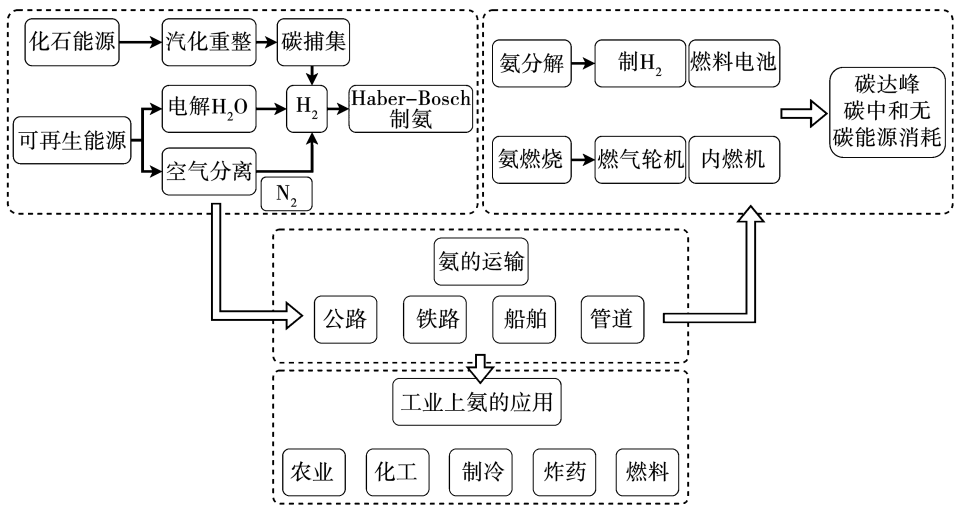 化石能源
汽化重整
碳捕集
可再生能源
电解H₂O
H₂
Haber-Bosch
制氨
空气分离
N₂
氨分解
制H₂
燃料电池
氨燃烧
燃气轮机
内燃机
碳达峰
碳中和无
碳能源消耗
氨的运输
公路
铁路
船舶
管道
工业上氨的应用
农业
化工
制冷
炸药
燃料